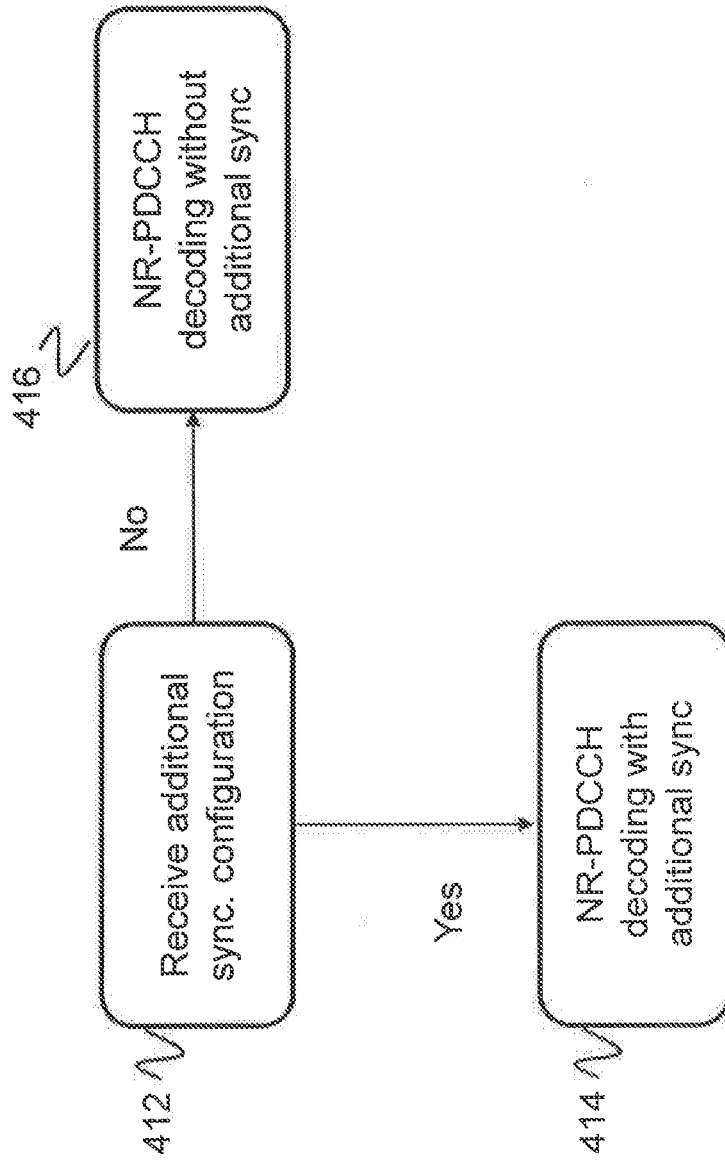 412
Receive additional
sync. configuration
No
416
NR-PDCCH
decoding without
additional sync
Yes
414
NR-PDCCH
decoding with
additional sync